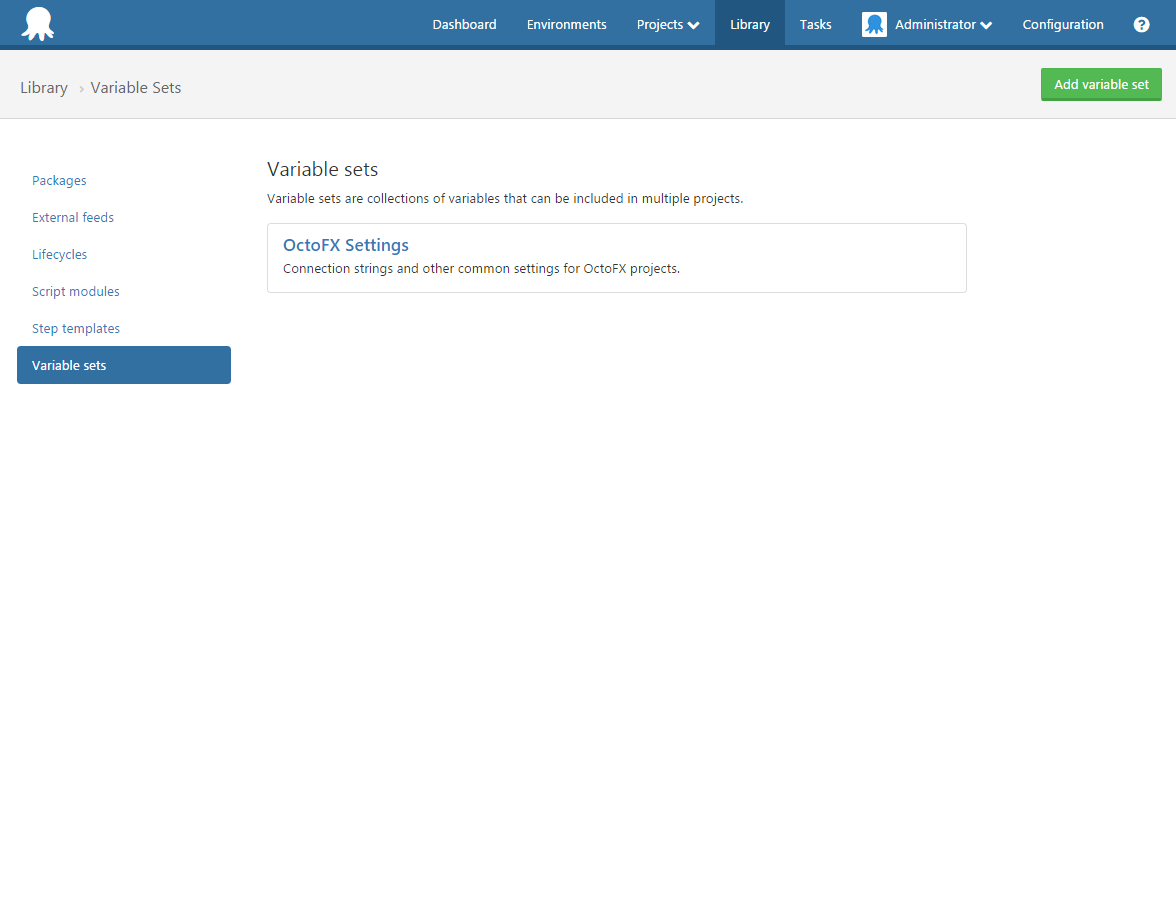 Dashboard Environments Projects Library Tasks Administrator Configuration ?
Library › Variable Sets Add variable set
Packages
External feeds
Lifecycles
Script modules
Step templates
Variable sets
Variable sets
Variable sets are collections of variables that can be included in multiple projects.
OctoFX Settings
Connection strings and other common settings for OctoFX projects.